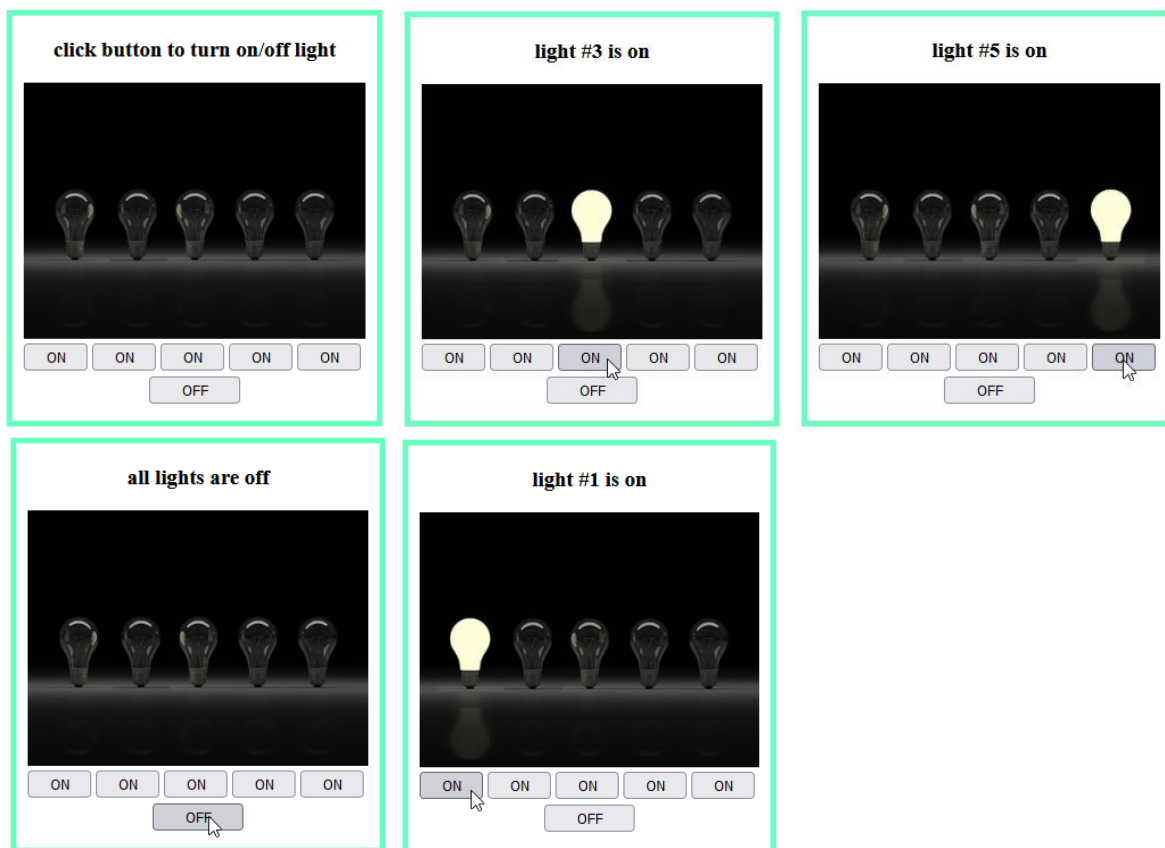 click button to turn on/off light
ON ON ON ON ON
OFF
light #3 is on
ON ON ON ON ON
OFF
light #5 is on
ON ON ON ON ON
OFF
all lights are off
ON ON ON ON ON
OFF
light #1 is on
ON ON ON ON ON
OFF